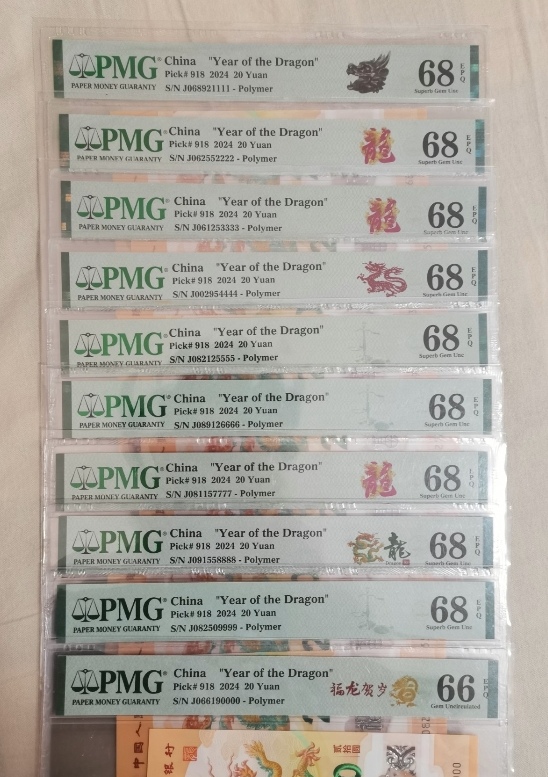 PMG
PAPER MONEY GUARANTY
China "Year of the Dragon"
Pick# 918 2024 20 Yuan
S/N J068921111 - Polymer
68 EPQ
Superb Gem Unc
PMG
PAPER MONEY GUARANTY
China "Year of the Dragon"
Pick# 918 2024 20 Yuan
S/N J062552222 - Polymer
龍
68 EPQ
Superb Gem Unc
PMG
PAPER MONEY GUARANTY
China "Year of the Dragon"
Pick# 918 2024 20 Yuan
S/N J061253333 - Polymer
龍
68 EPQ
Superb Gem Unc
PMG
PAPER MONEY GUARANTY
China "Year of the Dragon"
Pick# 918 2024 20 Yuan
S/N J002954444 - Polymer
68 EPQ
Superb Gem Unc
PMG
PAPER MONEY GUARANTY
China "Year of the Dragon"
Pick# 918 2024 20 Yuan
S/N J082125555 - Polymer
68 EPQ
Superb Gem Unc
PMG
PAPER MONEY GUARANTY
China "Year of the Dragon"
Pick# 918 2024 20 Yuan
S/N J089126666 - Polymer
68 EPQ
Superb Gem Unc
PMG
PAPER MONEY GUARANTY
China "Year of the Dragon"
Pick# 918 2024 20 Yuan
S/N J081157777 - Polymer
龍
68 EPQ
Superb Gem Unc
PMG
PAPER MONEY GUARANTY
China "Year of the Dragon"
Pick# 918 2024 20 Yuan
S/N J091558888 - Polymer
龍
Dragon
68 EPQ
Superb Gem Unc
PMG
PAPER MONEY GUARANTY
China "Year of the Dragon"
Pick# 918 2024 20 Yuan
S/N J082509999 - Polymer
68 EPQ
Superb Gem Unc
PMG
PAPER MONEY GUARANTY
China "Year of the Dragon"
Pick# 918 2024 20 Yuan
S/N J066190000 - Polymer
福龙贺岁
66 EPQ
Gem Uncirculated
中国人
银行
贰拾圆